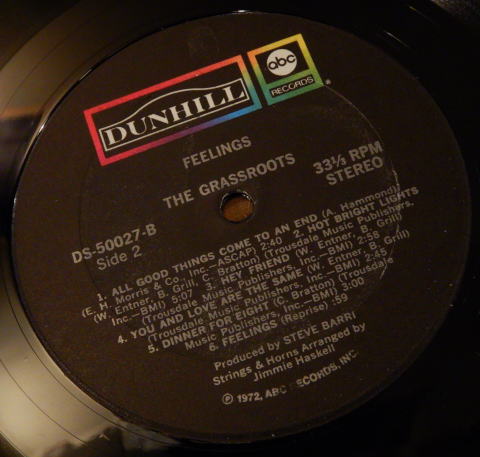 DUNHILL
abc
RECORDS
FEELINGS
THE GRASSROOTS
DS-50027-B
Side 2
33⅓ RPM
STEREO
1. ALL GOOD THINGS COME TO AN END (A. Hammond)
(E. H. Morris & Co. Inc.—ASCAP) 2:40 2. HOT BRIGHT LIGHTS
(W. Entner, B. Grill, C. Bratton) (Trousdale Music Publishers,
Inc.—BMI) 5:07 3. HEY FRIEND (W. Entner, B. Grill)
(Trousdale Music Publishers, Inc.—BMI) 2:58
4. YOU AND LOVE ARE THE SAME (W. Entner, B. Grill)
(Trousdale Music Publishers, Inc.—BMI) 2:45
5. DINNER FOR EIGHT (C. Bratton) (Trousdale
Music Publishers, Inc.—BMI) 3:00
6. FEELINGS (Reprise) :59
Produced by STEVE BARRI
Strings & Horns Arranged by
Jimmie Haskell
℗ 1972, ABC RECORDS, INC.